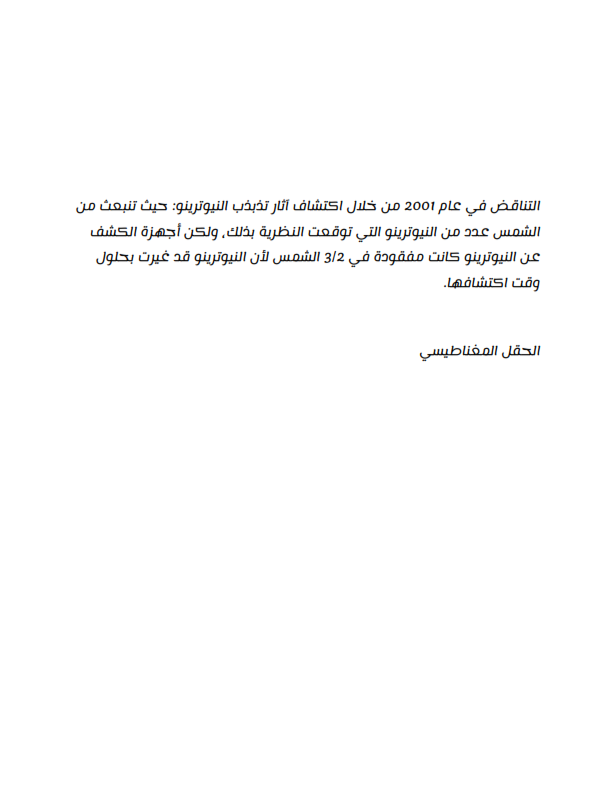 التناقض في عام 2001 من خلال اكتشاف آثار تذبذب النيوترينو: حيث تنبعث من
الشمس عدد من النيوترينو التي توقعت النظرية بذلك، ولكن أجهزة الكشف
عن النيوترينو كانت مفقودة في 3/2 الشمس لأن النيوترينو قد غيرت بحلول
وقت اكتشافها.
الحقل المغناطيسي